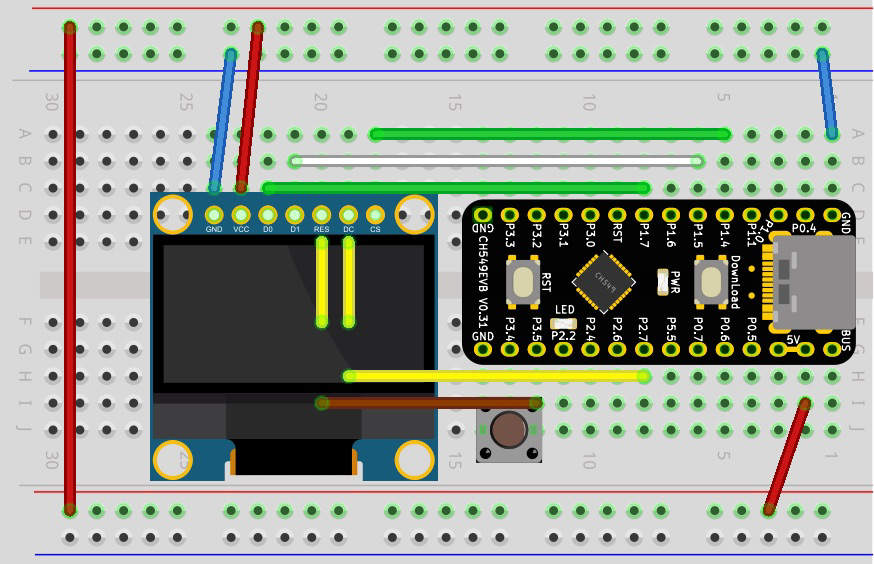 30 25 20 15 10 5 1
A A
B B
C C
D
E
F
G
H
I I
J J
GND VCC D0 D1 RES DC CS
GND P3.3 P3.2 P3.1 P3.0 RST P1.7 P1.6 P1.5 P1.4 P1.1 P1.0 P0.4 GND
CH549EVB V0.31
RST
CH549
PWR
Download
LED
P2.2
GND P3.4 P3.5 P2.4 P2.6 P2.7 P5.5 P0.7 P0.6 P0.5 5V BUS
30 25 15 10 5 1